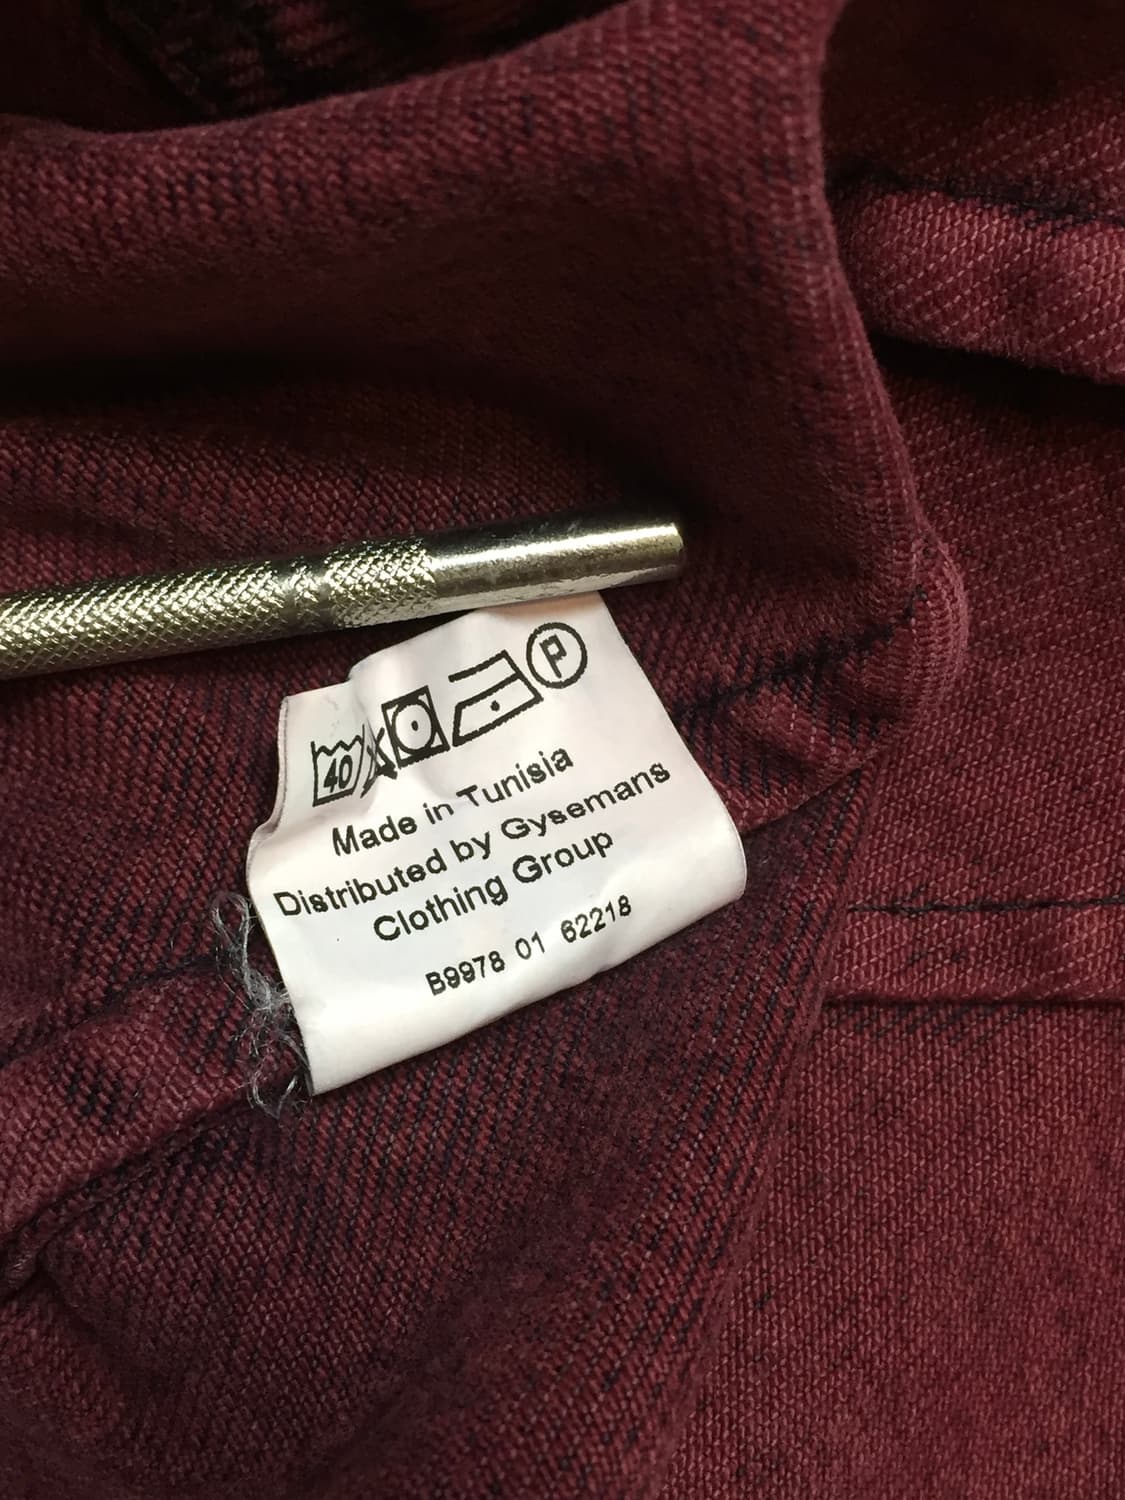 40 P
Made in Tunisia
Distributed by Gysemans
Clothing Group
B9978 01 62218